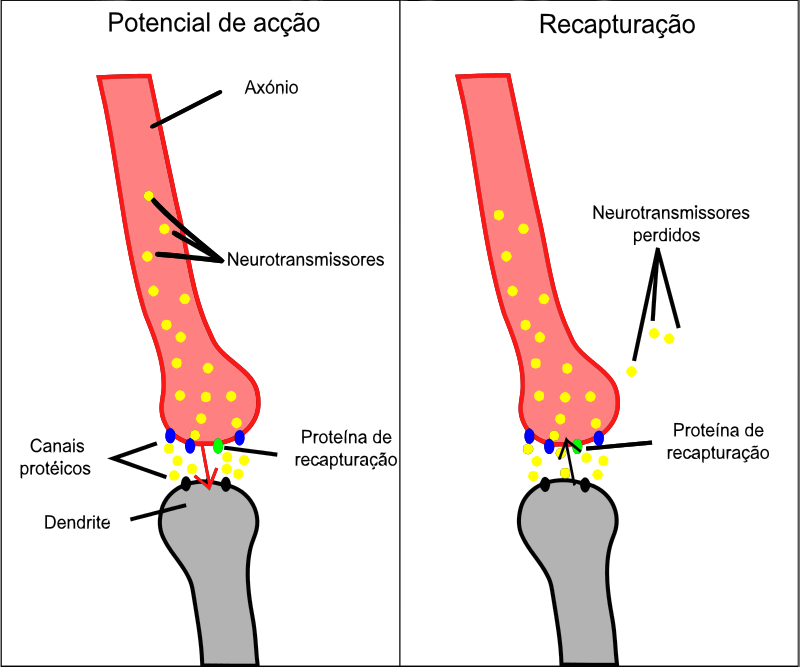 Potencial de acção
Axónio
Neurotransmissores
Canais
protéicos
Proteína de
recapturação
Dendrite
Recapturação
Neurotransmissores
perdidos
Proteína de
recapturação